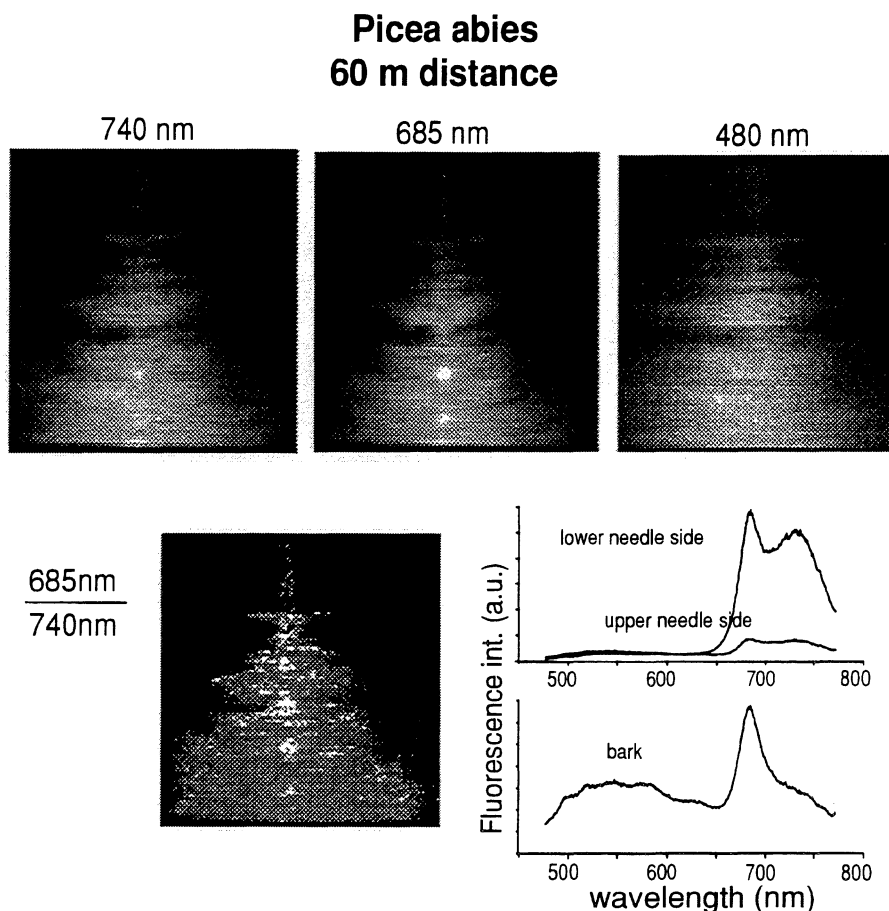 Picea abies
60 m distance
740 nm
685 nm
480 nm
685nm
740nm
Fluorescence int. (a.u.)
lower needle side
upper needle side
500 600 700 800
bark
500 600 700 800
wavelength (nm)